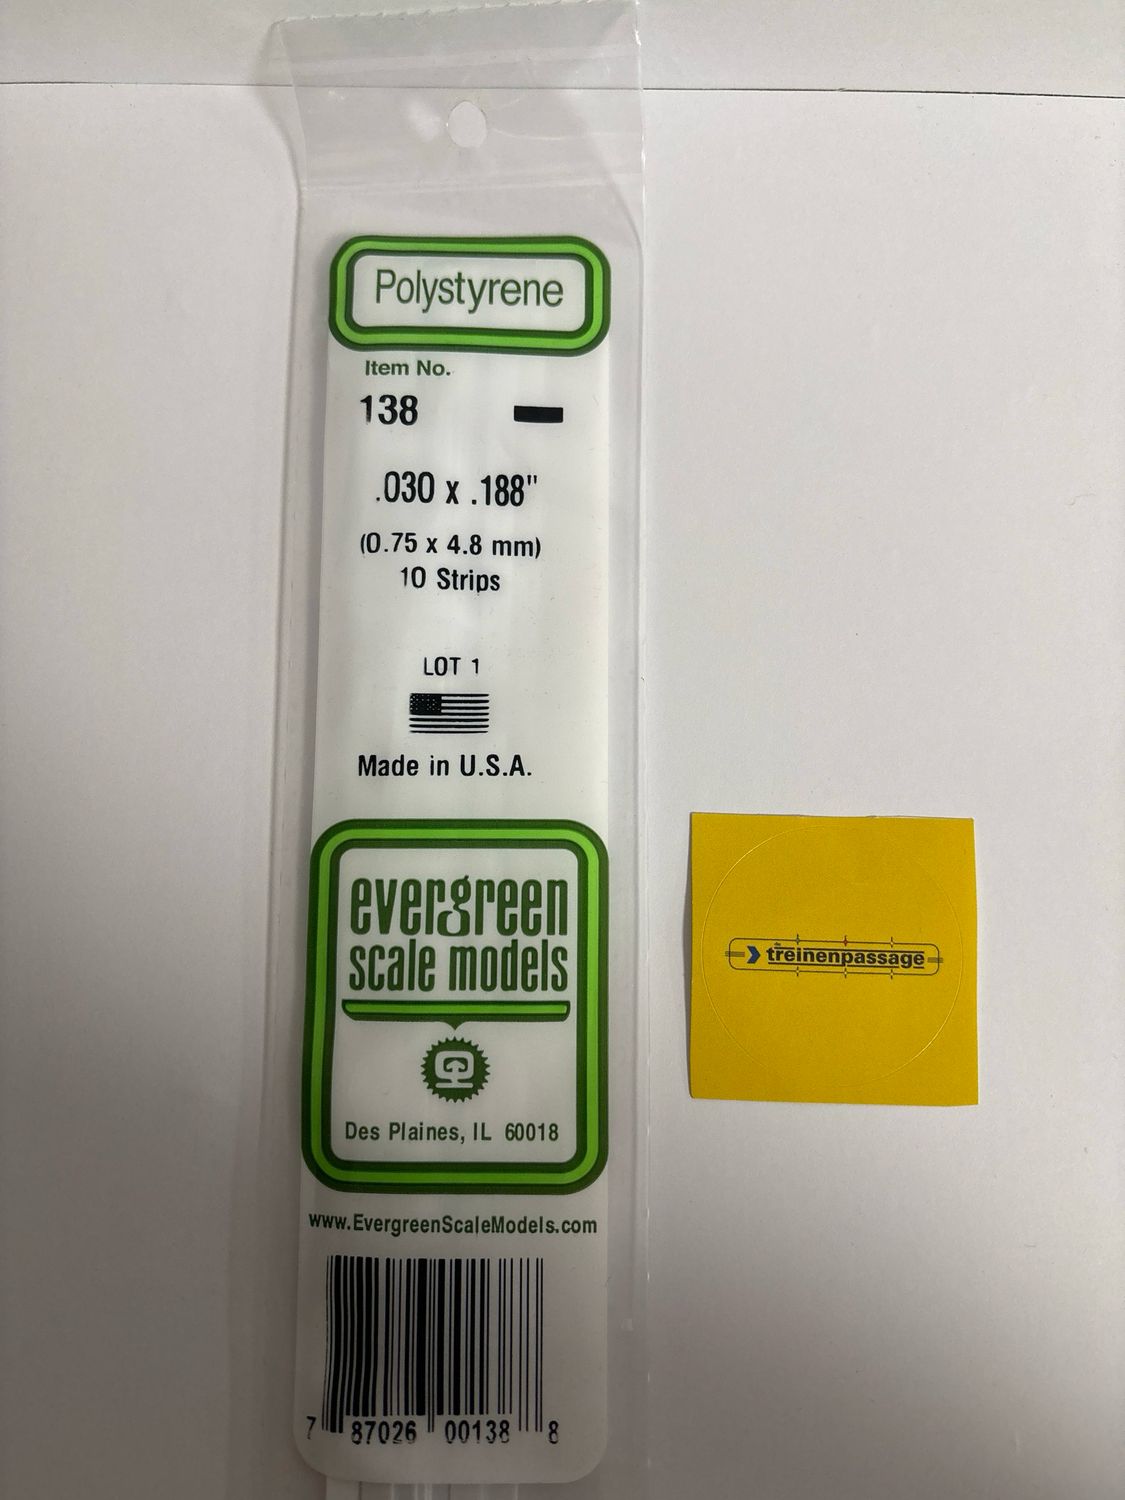 Polystyrene
Item No.
138
.030 x .188"
(0.75 x 4.8 mm)
10 Strips
LOT 1
Made in U.S.A.
evergreen
scale models
Des Plaines, IL 60018
www.EvergreenScaleModels.com
7 87026 00138 8
de
treinenpassage